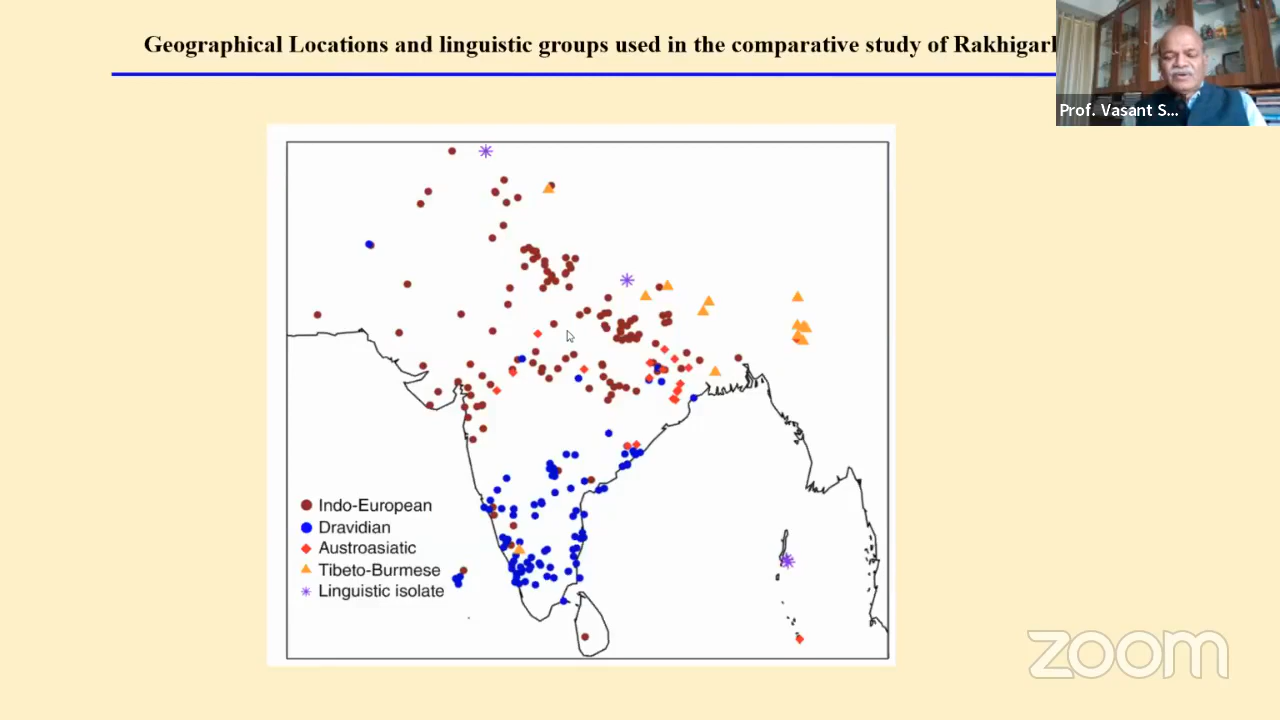 Geographical Locations and linguistic groups used in the comparative study of
Prof. Vasant S...
Indo-European
Dravidian
Austroasiatic
Tibeto-Burmese
Linguistic isolate
zoom